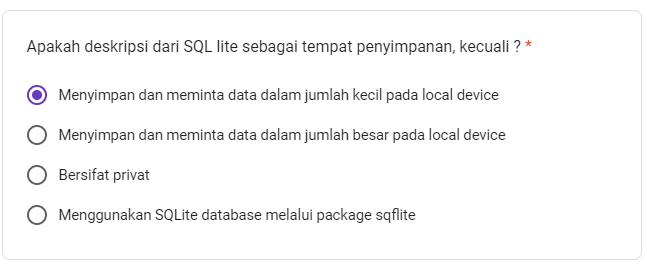 Apakah deskripsi dari SQL lite sebagai tempat penyimpanan, kecuali ? *
Menyimpan dan meminta data dalam jumlah kecil pada local device
Menyimpan dan meminta data dalam jumlah besar pada local device
Bersifat privat
Menggunakan SQLite database melalui package sqflite